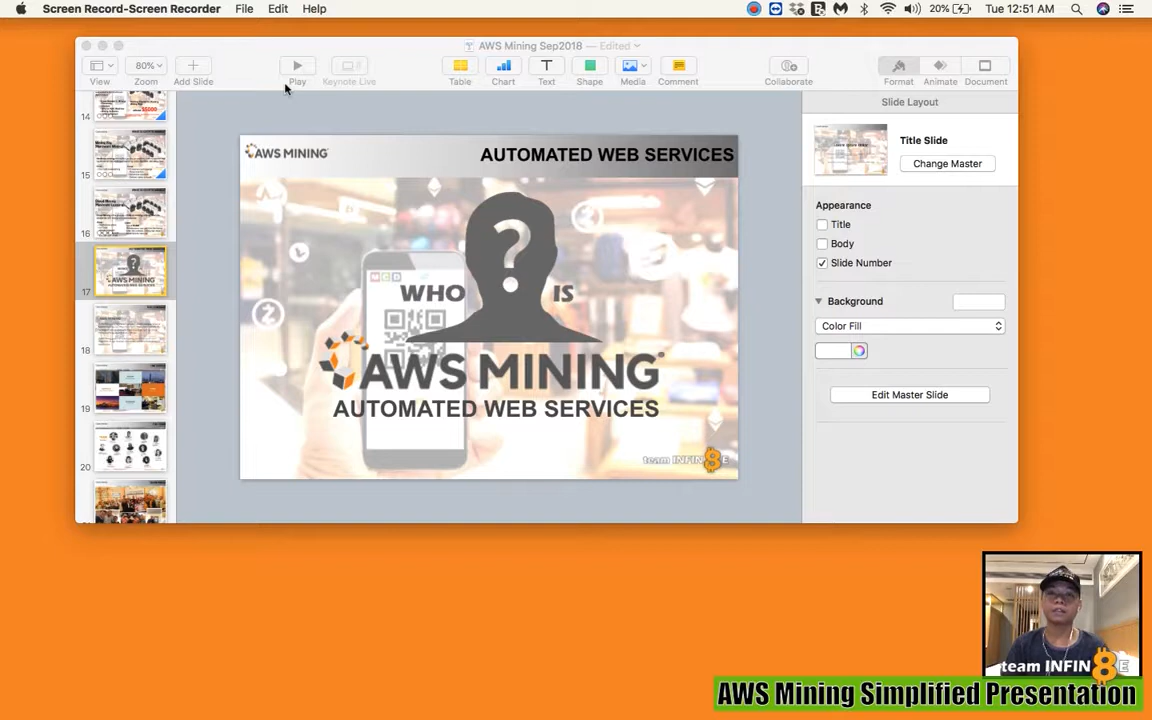 Screen Record-Screen Recorder File Edit Help 20% Tue 12:51 AM
AWS Mining Sep2018 — Edited
80%
View Zoom Add Slide Play Keynote Live Table Chart Text Shape Media Comment Collaborate Format Animate Document
Slide Layout
14
15
16
17
18
19
20
AWS MINING
AUTOMATED WEB SERVICES
?
WHO IS
AWS MINING
AUTOMATED WEB SERVICES
team INFIN8E
Title Slide
Change Master
Appearance
Title
Body
Slide Number
Background
Color Fill
Edit Master Slide
team INFIN8E
AWS Mining Simplified Presentation